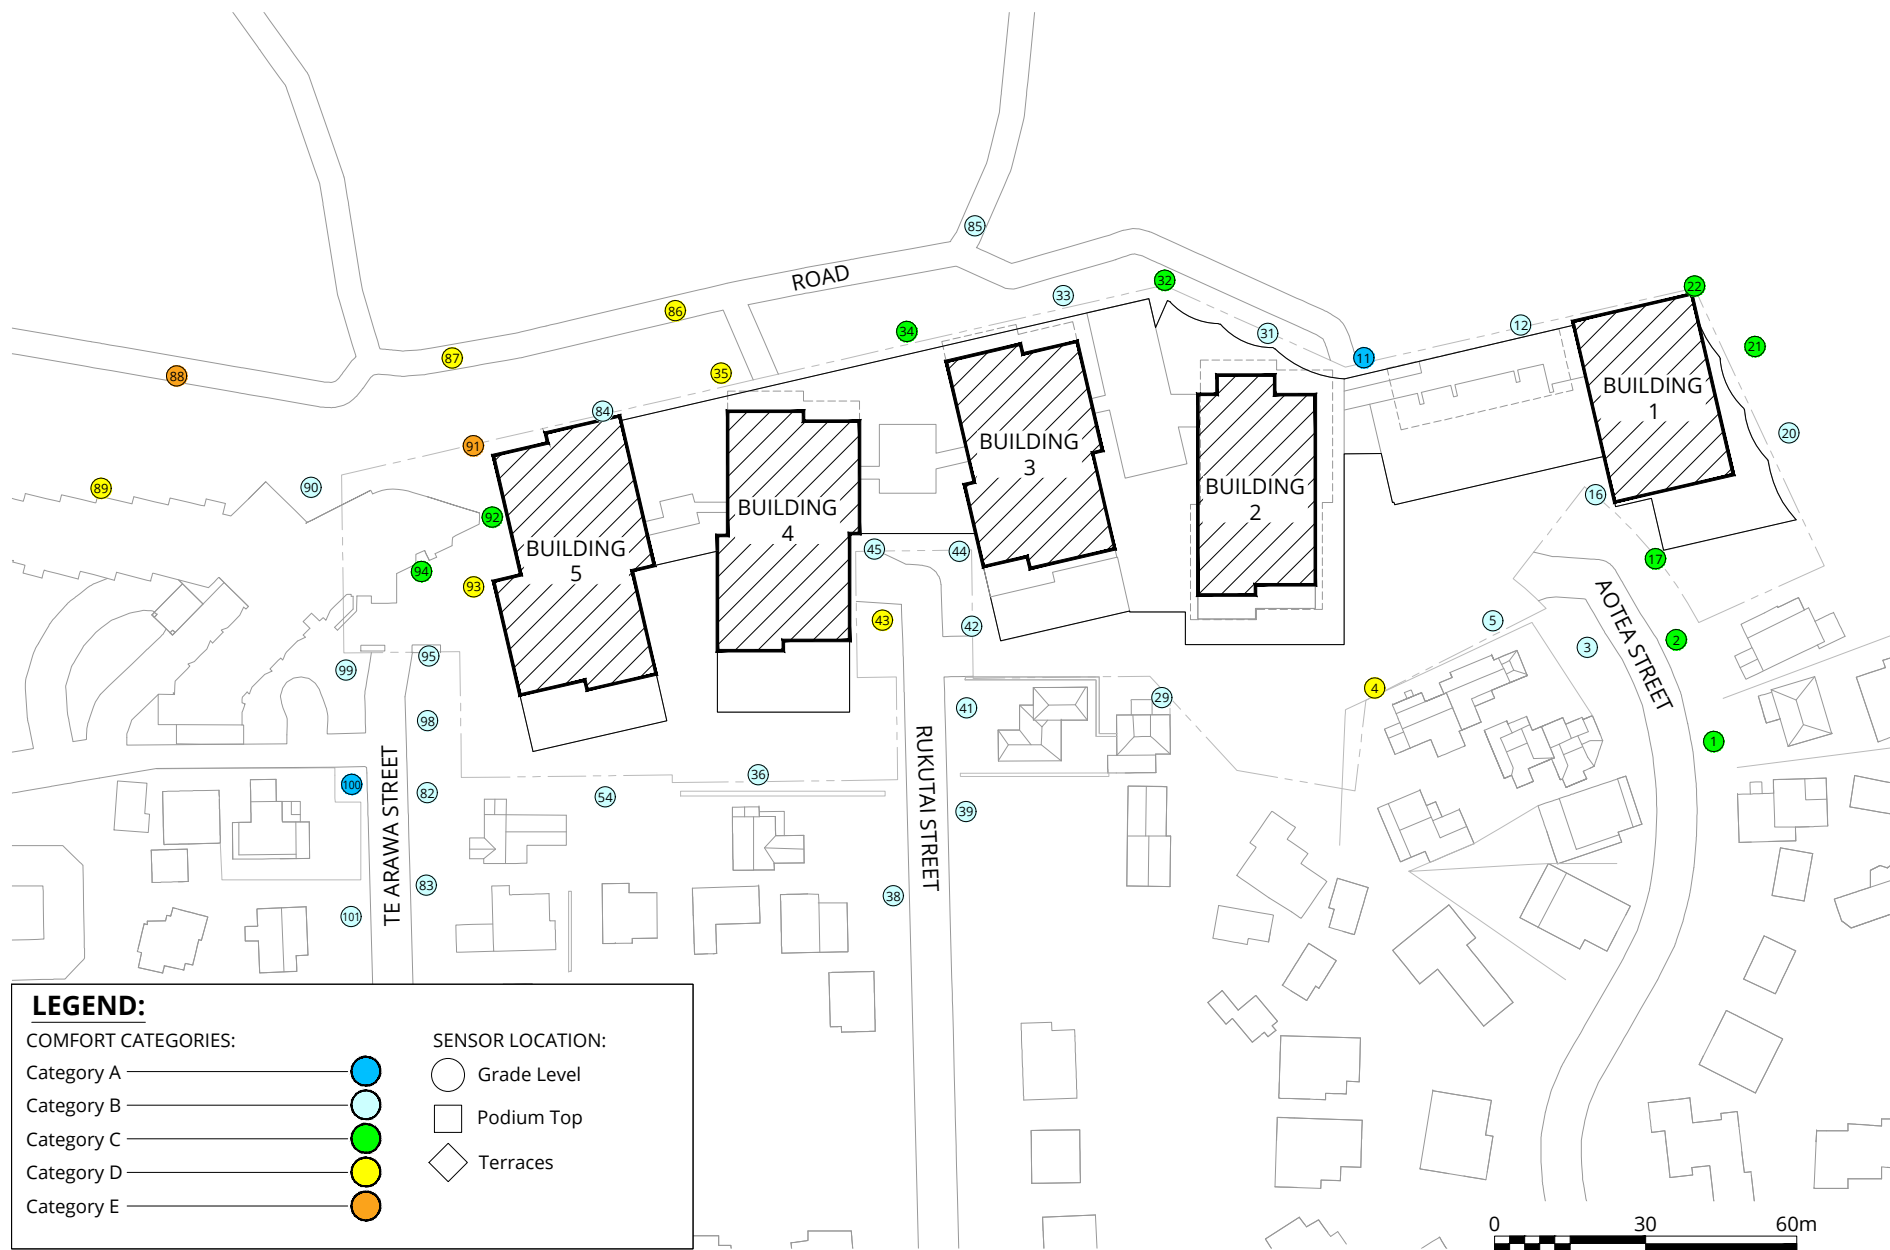 85
ROAD
32
22
33
86
12
34
31
21
11
87
35
88
BUILDING
1
84
20
BUILDING
3
91
89
90
BUILDING
2
16
BUILDING
4
92
BUILDING
5
45
44
17
94
93
AOTEA STREET
43
42
5
2
3
95
99
4
29
41
98
1
RUKUTAI STREET
TE ARAWA STREET
36
100
82
54
39
83
38
101
LEGEND:
COMFORT CATEGORIES:
Category A
Category B
Category C
Category D
Category E
SENSOR LOCATION:
Grade Level
Podium Top
Terraces
0 30 60m